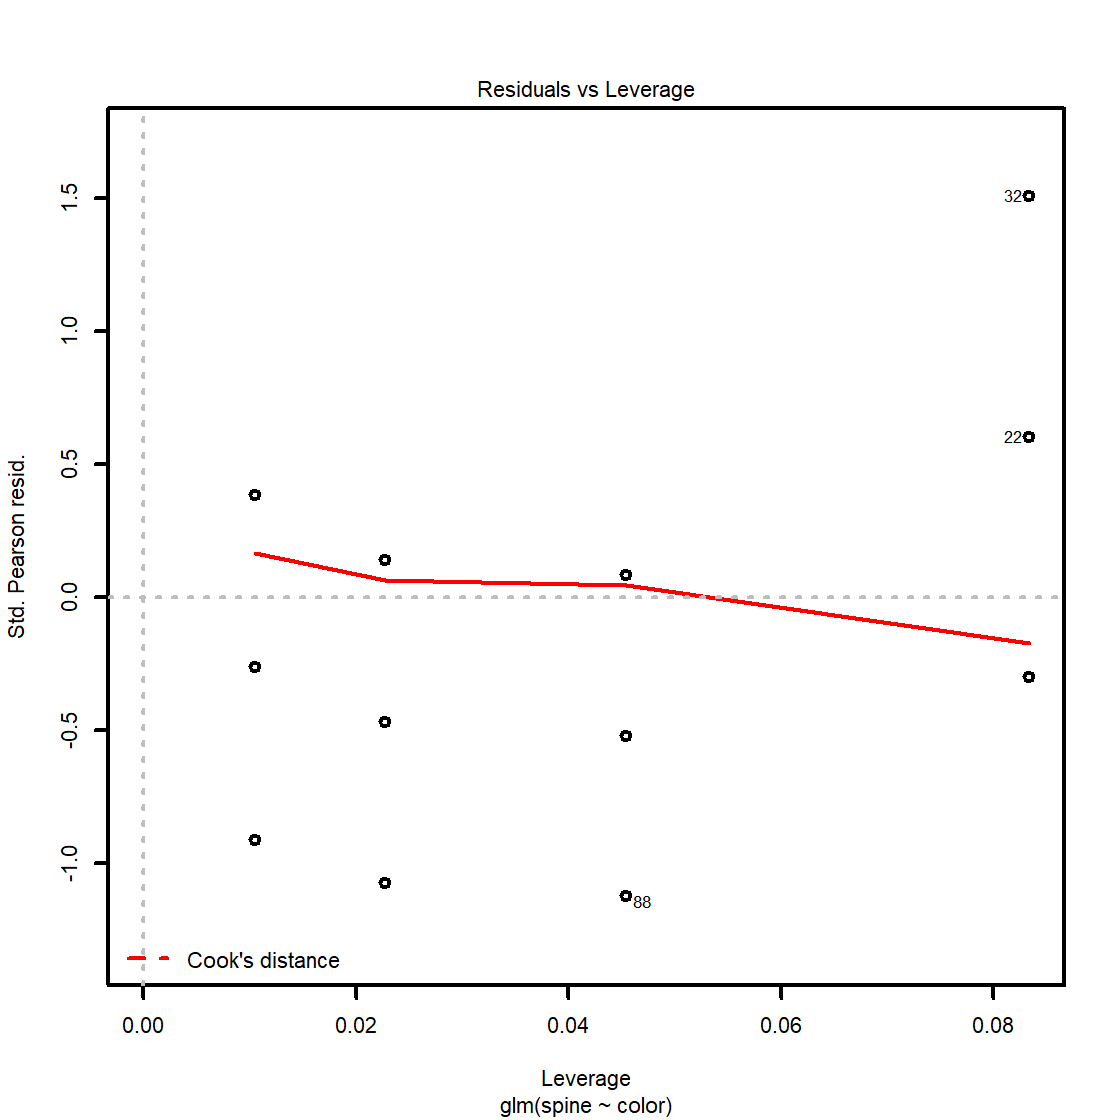 Residuals vs Leverage
Std. Pearson resid.
1.5
1.0
0.5
0.0
-0.5
-1.0
32
22
88
Cook's distance
0.00 0.02 0.04 0.06 0.08
Leverage
glm(spine ~ color)